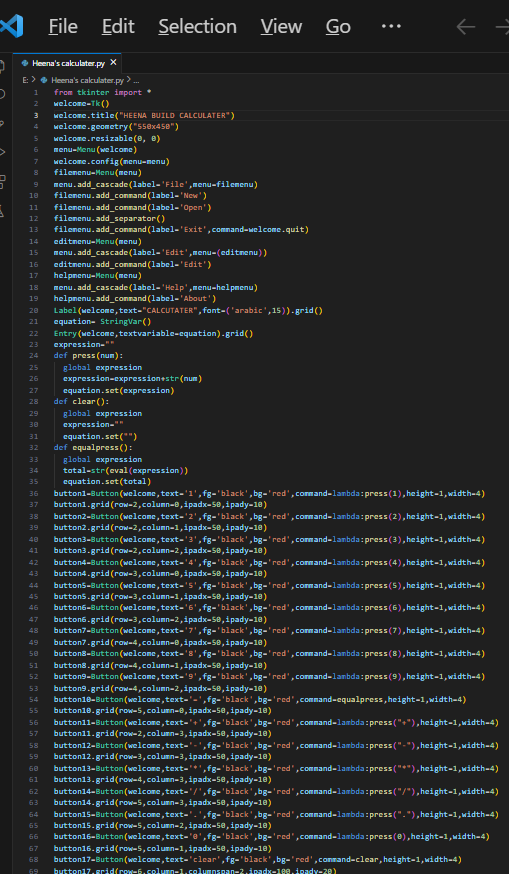 File Edit Selection View Go ...
Heena's calculater.py ×
E: > Heena's calculater.py > ...
1 from tkinter import *
2 welcome=Tk()
3 welcome.title("HEENA BUILD CALCULATER")
4 welcome.geometry("550x450")
5 welcome.resizable(0, 0)
6 menu=Menu(welcome)
7 welcome.config(menu=menu)
8 filemenu=Menu(menu)
9 menu.add_cascade(label='File',menu=filemenu)
10 filemenu.add_command(label='New')
11 filemenu.add_command(label='Open')
12 filemenu.add_separator()
13 filemenu.add_command(label='Exit',command=welcome.quit)
14 editmenu=Menu(menu)
15 menu.add_cascade(label='Edit',menu=(editmenu))
16 editmenu.add_command(label='Edit')
17 helpmenu=Menu(menu)
18 menu.add_cascade(label='Help',menu=helpmenu)
19 helpmenu.add_command(label='About')
20 Label(welcome,text="CALCUTATER",font=('arabic',15)).grid()
21 equation= StringVar()
22 Entry(welcome,textvariable=equation).grid()
23 expression=""
24 def press(num):
25 global expression
26 expression=expression+str(num)
27 equation.set(expression)
28 def clear():
29 global expression
30 expression=""
31 equation.set("")
32 def equalpress():
33 global expression
34 total=str(eval(expression))
35 equation.set(total)
36 button1=Button(welcome,text='1',fg='black',bg='red',command=lambda:press(1),height=1,width=4)
37 button1.grid(row=2,column=0,ipadx=50,ipady=10)
38 button2=Button(welcome,text='2',fg='black',bg='red',command=lambda:press(2),height=1,width=4)
39 button2.grid(row=2,column=1,ipadx=50,ipady=10)
40 button3=Button(welcome,text='3',fg='black',bg='red',command=lambda:press(3),height=1,width=4)
41 button3.grid(row=2,column=2,ipadx=50,ipady=10)
42 button4=Button(welcome,text='4',fg='black',bg='red',command=lambda:press(4),height=1,width=4)
43 button4.grid(row=3,column=0,ipadx=50,ipady=10)
44 button5=Button(welcome,text='5',fg='black',bg='red',command=lambda:press(5),height=1,width=4)
45 button5.grid(row=3,column=1,ipadx=50,ipady=10)
46 button6=Button(welcome,text='6',fg='black',bg='red',command=lambda:press(6),height=1,width=4)
47 button6.grid(row=3,column=2,ipadx=50,ipady=10)
48 button7=Button(welcome,text='7',fg='black',bg='red',command=lambda:press(7),height=1,width=4)
49 button7.grid(row=4,column=0,ipadx=50,ipady=10)
50 button8=Button(welcome,text='8',fg='black',bg='red',command=lambda:press(8),height=1,width=4)
51 button8.grid(row=4,column=1,ipadx=50,ipady=10)
52 button9=Button(welcome,text='9',fg='black',bg='red',command=lambda:press(9),height=1,width=4)
53 button9.grid(row=4,column=2,ipadx=50,ipady=10)
54 button10=Button(welcome,text='=',fg='black',bg='red',command=equalpress,height=1,width=4)
55 button10.grid(row=5,column=0,ipadx=50,ipady=10)
56 button11=Button(welcome,text='+',fg='black',bg='red',command=lambda:press("+"),height=1,width=4)
57 button11.grid(row=2,column=3,ipadx=50,ipady=10)
58 button12=Button(welcome,text='-',fg='black',bg='red',command=lambda:press("-"),height=1,width=4)
59 button12.grid(row=3,column=3,ipadx=50,ipady=10)
60 button13=Button(welcome,text='*',fg='black',bg='red',command=lambda:press("*"),height=1,width=4)
61 button13.grid(row=4,column=3,ipadx=50,ipady=10)
62 button14=Button(welcome,text='/',fg='black',bg='red',command=lambda:press("/"),height=1,width=4)
63 button14.grid(row=5,column=3,ipadx=50,ipady=10)
64 button15=Button(welcome,text='.',fg='black',bg='red',command=lambda:press("."),height=1,width=4)
65 button15.grid(row=5,column=2,ipadx=50,ipady=10)
66 button16=Button(welcome,text='0',fg='black',bg='red',command=lambda:press(0),height=1,width=4)
67 button16.grid(row=5,column=1,ipadx=50,ipady=10)
68 button17=Button(welcome,text='clear',fg='black',bg='red',command=clear,height=1,width=4)
69 button17.grid(row=6,column=1,columnspan=2,ipadx=100,ipady=20)